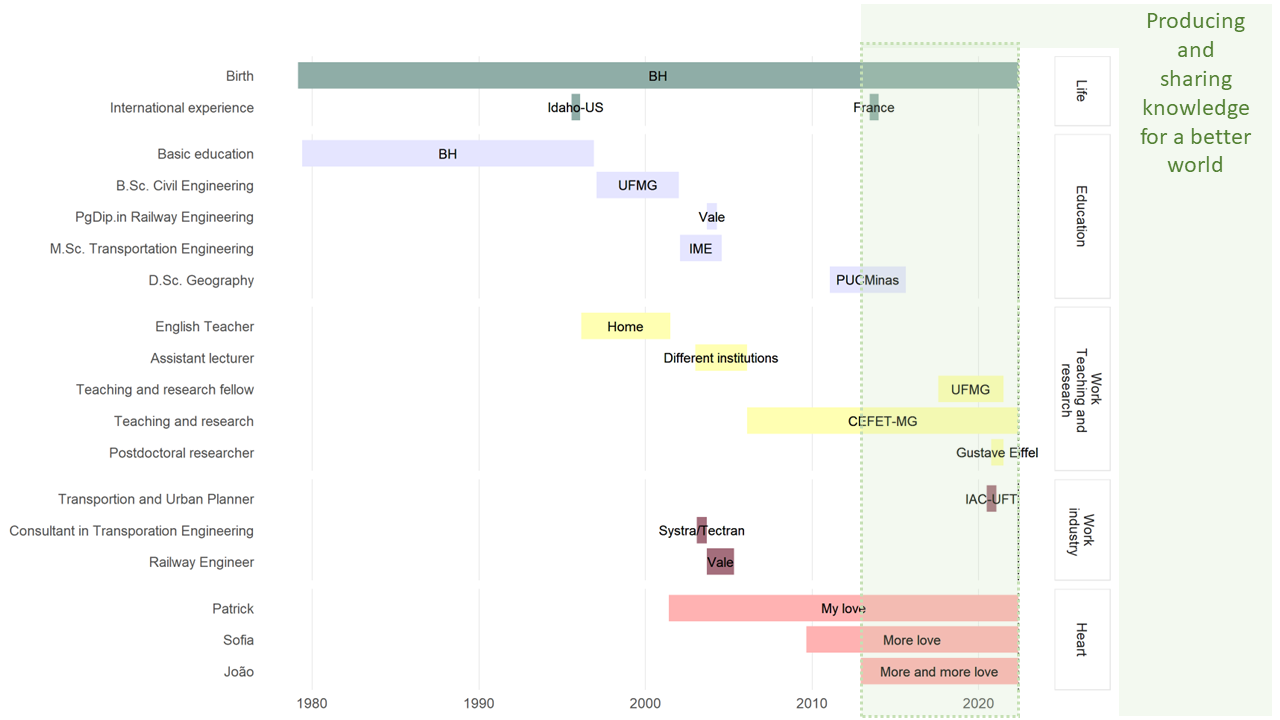 Producing
and
sharing
knowledge
for a better
world
Birth
BH
International experience
Idaho-US
France
Life
Basic education
BH
B.Sc. Civil Engineering
UFMG
PgDip.in Railway Engineering
Vale
M.Sc. Transportation Engineering
IME
D.Sc. Geography
PUCMinas
Education
English Teacher
Home
Assistant lecturer
Different institutions
Teaching and research fellow
UFMG
Teaching and research
CEFET-MG
Postdoctoral researcher
Gustave Eiffel
Work
Teaching and
research
Transportion and Urban Planner
IAC-UFT
Consultant in Transporation Engineering
Systra/Tectran
Railway Engineer
Vale
Work
industry
Patrick
My love
Sofia
More love
João
More and more love
Heart
1980
1990
2000
2010
2020